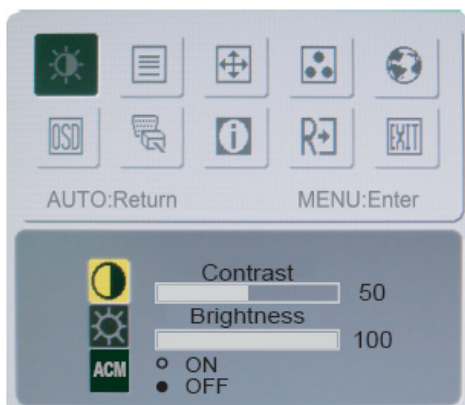 OSD
i
R
EXIT
AUTO:Return MENU:Enter
Contrast
50
Brightness
100
ACM ON
OFF